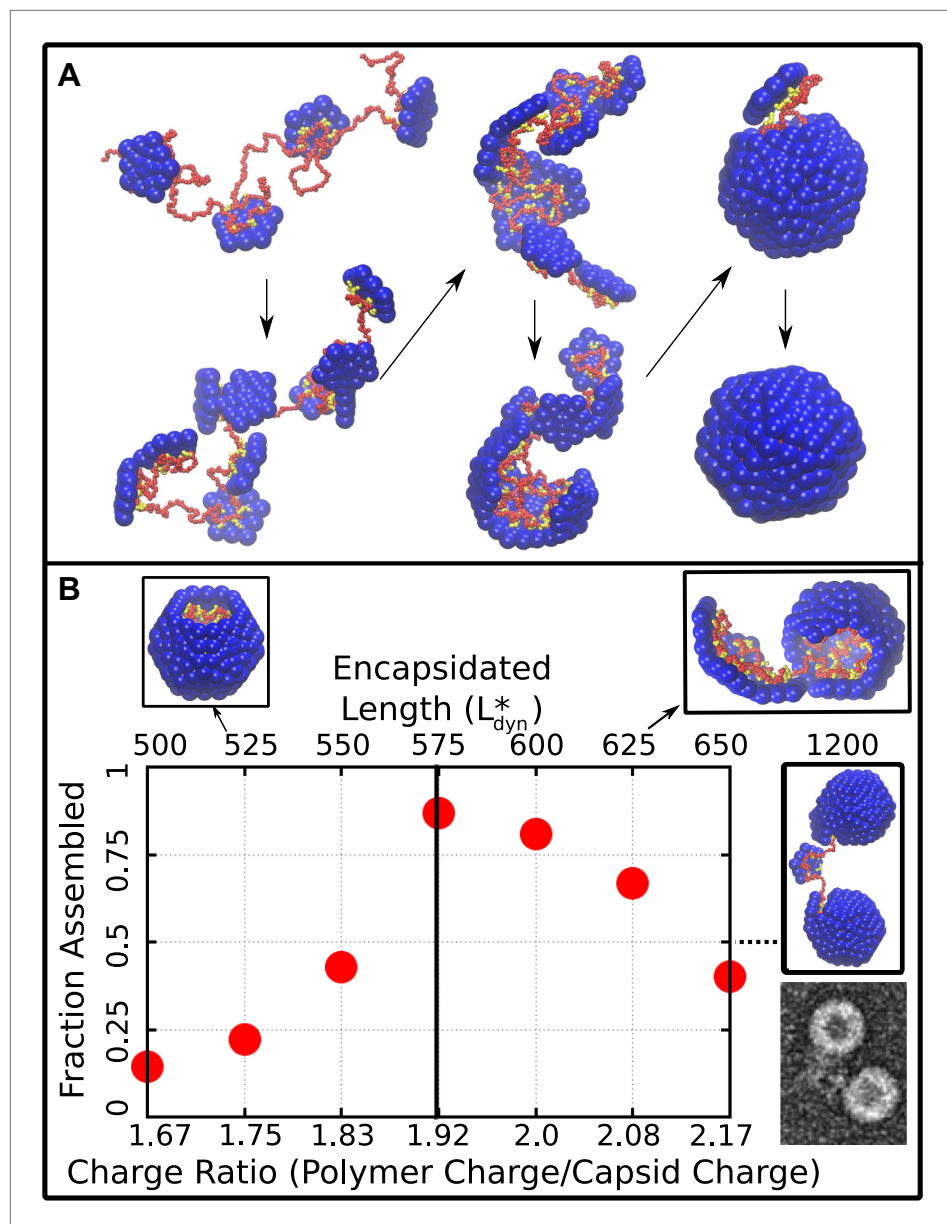 A
B
Encapsidated
Length (L*dyn)
500 525 550 575 600 625 650 1200
Fraction Assembled
1
0.75
0.5
0.25
0
1.67 1.75 1.83 1.92 2.0 2.08 2.17
Charge Ratio (Polymer Charge/Capsid Charge)